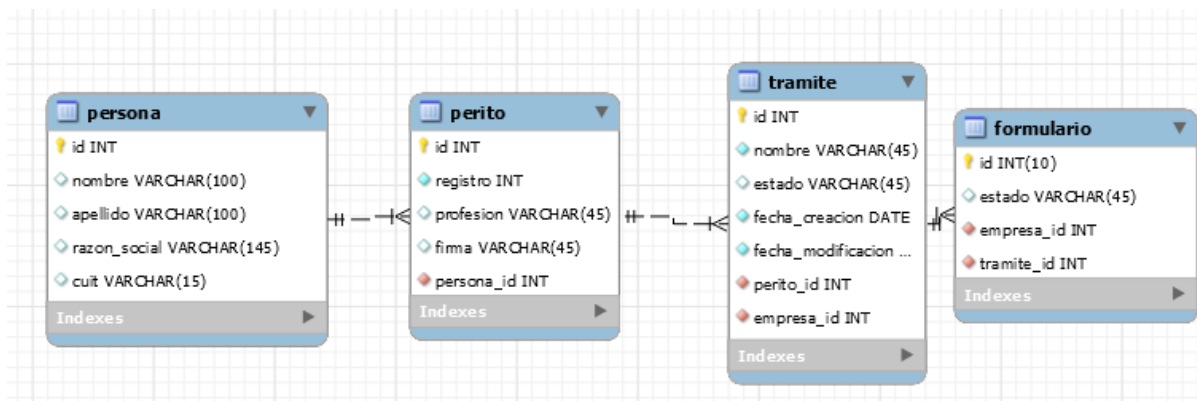 persona
id INT
nombre VARCHAR(100)
apellido VARCHAR(100)
razon_social VARCHAR(145)
cuit VARCHAR(15)
Indexes
perito
id INT
registro INT
profesion VARCHAR(45)
firma VARCHAR(45)
persona_id INT
Indexes
tramite
id INT
nombre VARCHAR(45)
estado VARCHAR(45)
fecha_creacion DATE
fecha_modificacion ...
perito_id INT
empresa_id INT
Indexes
formulario
id INT(10)
estado VARCHAR(45)
empresa_id INT
tramite_id INT
Indexes